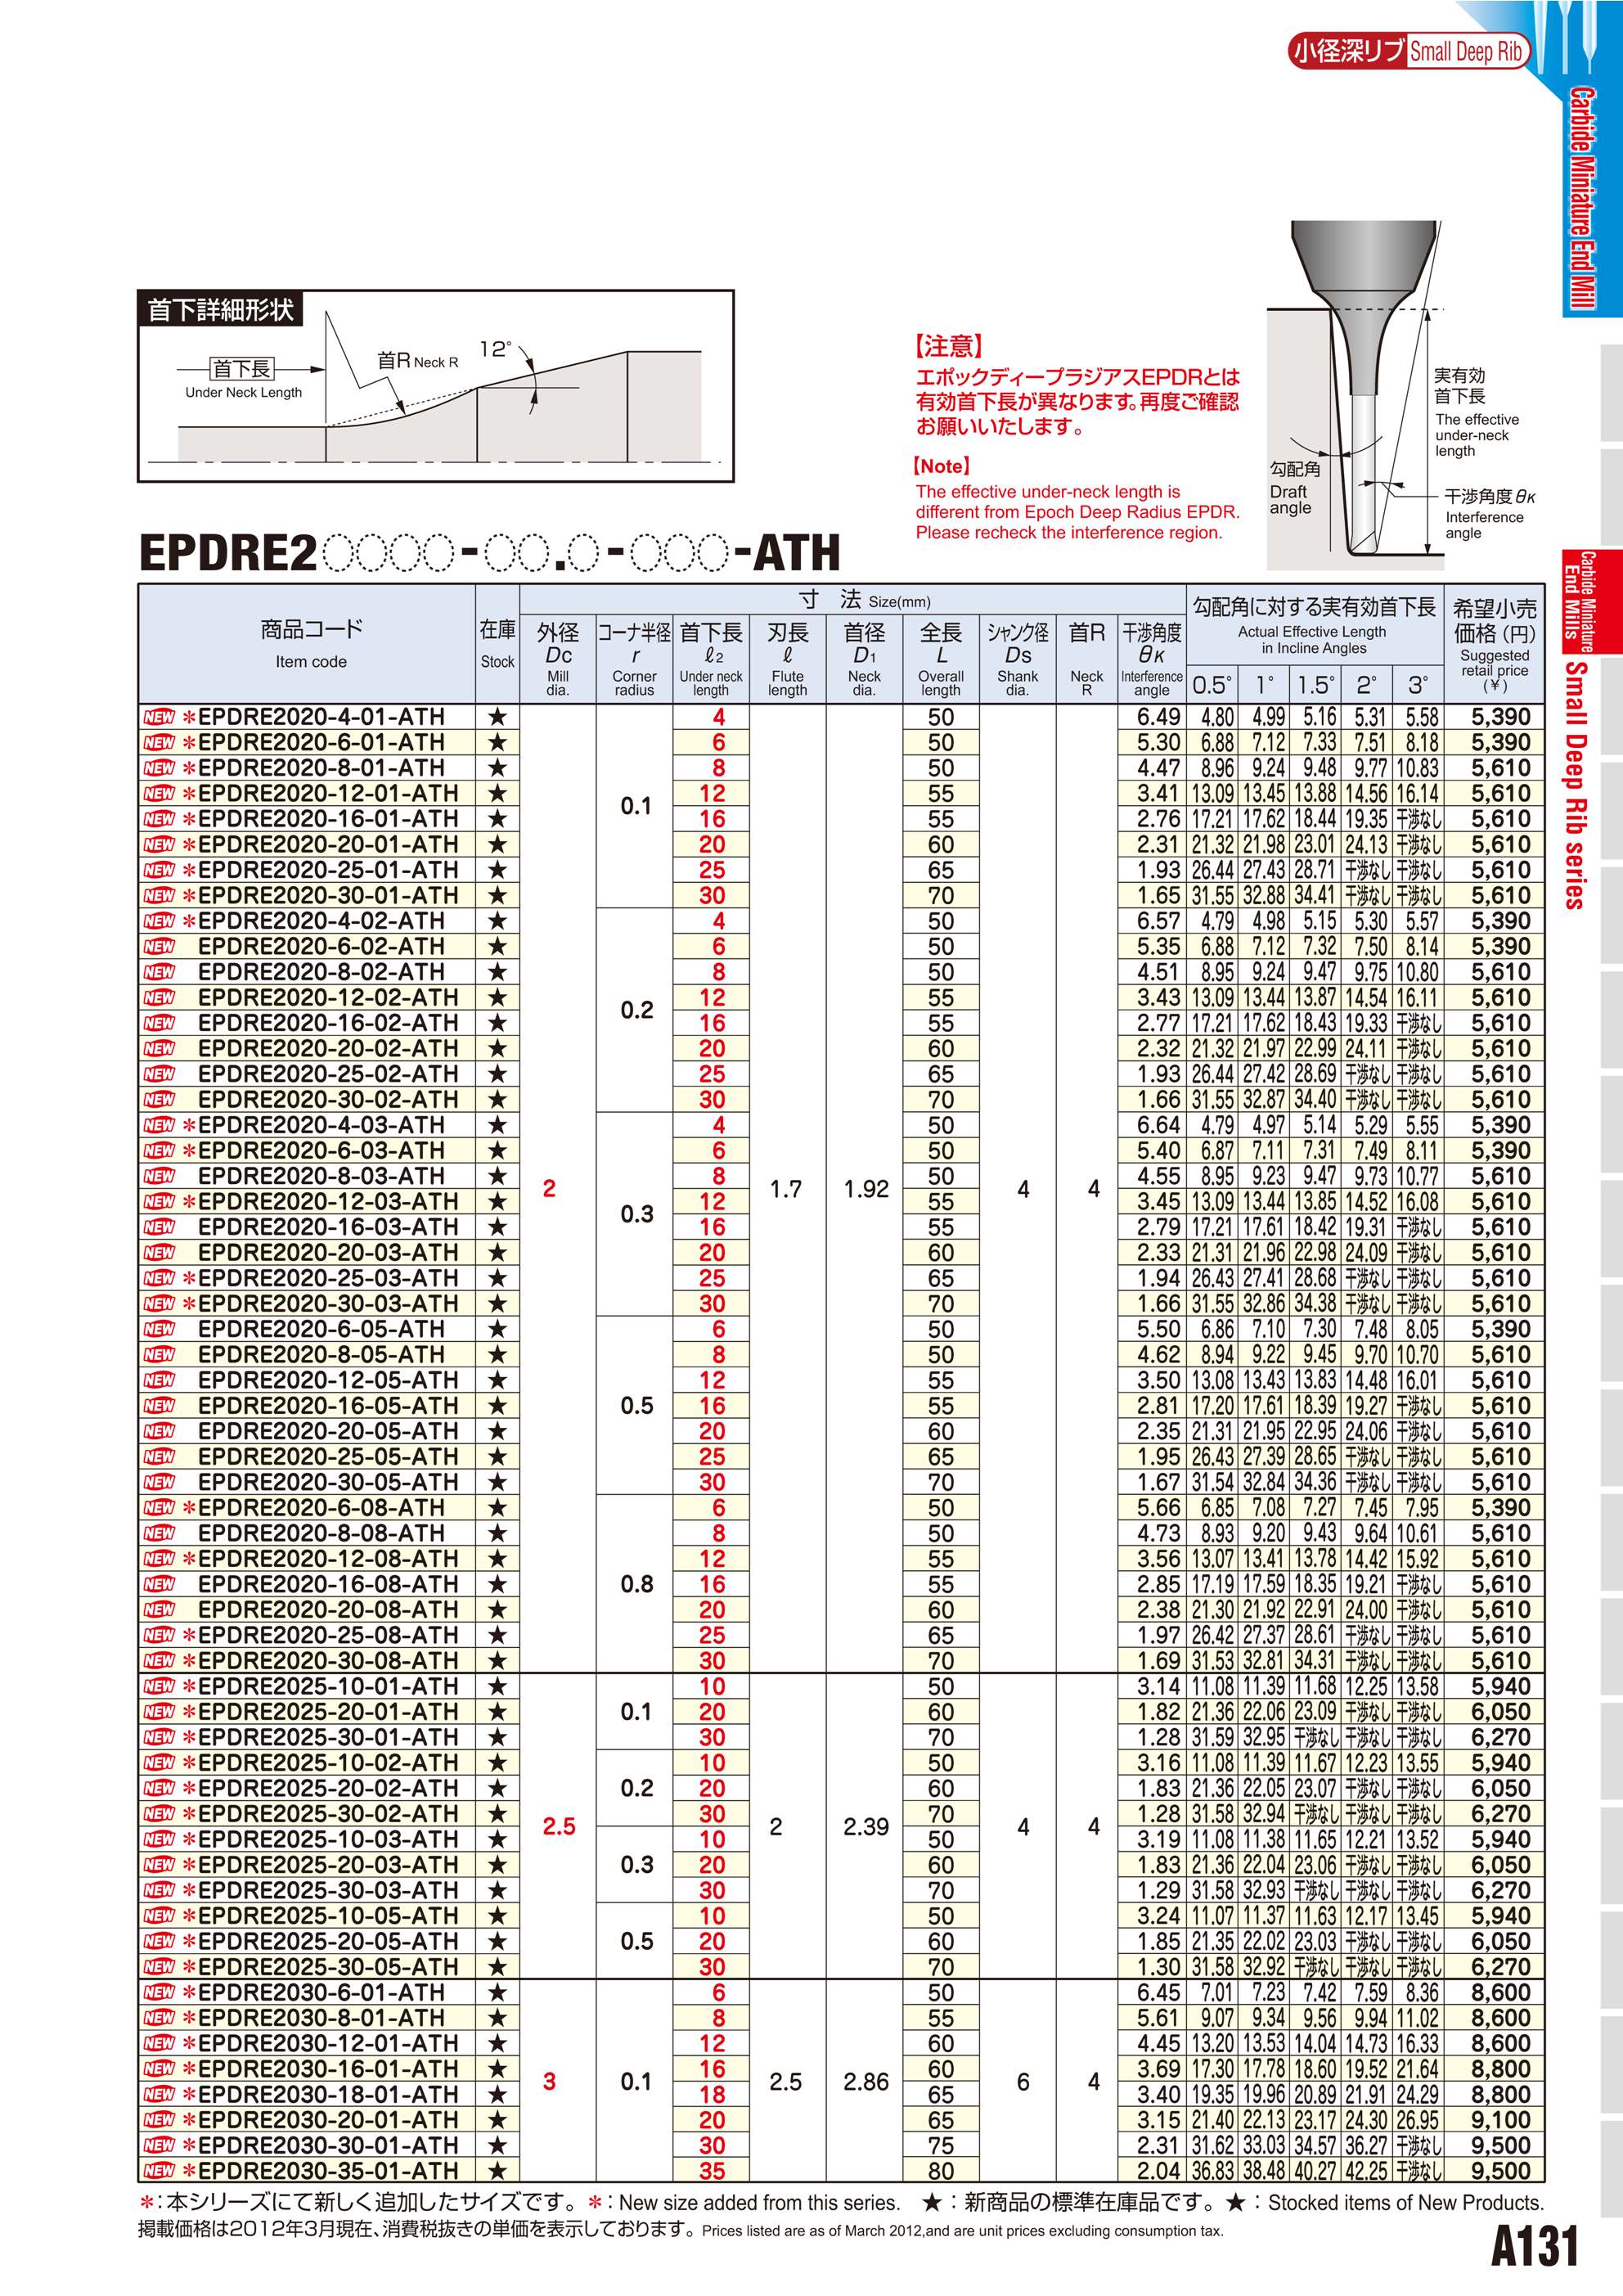 小径深リブ Small Deep Rib
Carbide Miniature End Mill
首下詳細形状
首下長
Under Neck Length
首R Neck R
12°
【注意】
エポックディープラジアスEPDRとは
有効首下長が異なります。再度ご確認
お願いいたします。
【Note】
The effective under-neck length is
different from Epoch Deep Radius EPDR.
Please recheck the interference region.
勾配角
Draft
angle
実有効
首下長
The effective
under-neck
length
干渉角度 θκ
Interference
angle
Carbide Miniature
End Mills
Small Deep Rib series
EPDRE2○○○○-○○.○-○○○-ATH
商品コード
Item code
在庫
Stock
寸 法 Size(mm)
外径 Dc Mill dia.
コーナ半径 r Corner radius
首下長 ℓ2 Under neck length
刃長 ℓ Flute length
首径 D1 Neck dia.
全長 L Overall length
シャンク径 Ds Shank dia.
首R Neck R
干渉角度 θκ Interference angle
勾配角に対する実有効首下長
Actual Effective Length
in Incline Angles
0.5° 1° 1.5° 2° 3°
希望小売
価格(円)
Suggested
retail price
(¥)
NEW *EPDRE2020-4-01-ATH ★ 4 50 6.49 4.80 4.99 5.16 5.31 5.58 5,390
NEW *EPDRE2020-6-01-ATH ★ 6 50 5.30 6.88 7.12 7.33 7.51 8.18 5,390
NEW *EPDRE2020-8-01-ATH ★ 8 50 4.47 8.96 9.24 9.48 9.77 10.83 5,610
NEW *EPDRE2020-12-01-ATH ★ 0.1 12 55 3.41 13.09 13.45 13.88 14.56 16.14 5,610
NEW *EPDRE2020-16-01-ATH ★ 16 55 2.76 17.21 17.62 18.44 19.35 干渉なし 5,610
NEW *EPDRE2020-20-01-ATH ★ 20 60 2.31 21.32 21.98 23.01 24.13 干渉なし 5,610
NEW *EPDRE2020-25-01-ATH ★ 25 65 1.93 26.44 27.43 28.71 干渉なし 干渉なし 5,610
NEW *EPDRE2020-30-01-ATH ★ 30 70 1.65 31.55 32.88 34.41 干渉なし 干渉なし 5,610
NEW *EPDRE2020-4-02-ATH ★ 4 50 6.57 4.79 4.98 5.15 5.30 5.57 5,390
NEW EPDRE2020-6-02-ATH ★ 6 50 5.35 6.88 7.12 7.32 7.50 8.14 5,390
NEW EPDRE2020-8-02-ATH ★ 8 50 4.51 8.95 9.24 9.47 9.75 10.80 5,610
NEW EPDRE2020-12-02-ATH ★ 0.2 12 55 3.43 13.09 13.44 13.87 14.54 16.11 5,610
NEW EPDRE2020-16-02-ATH ★ 16 55 2.77 17.21 17.62 18.43 19.33 干渉なし 5,610
NEW EPDRE2020-20-02-ATH ★ 20 60 2.32 21.32 21.97 22.99 24.11 干渉なし 5,610
NEW EPDRE2020-25-02-ATH ★ 25 65 1.93 26.44 27.42 28.69 干渉なし 干渉なし 5,610
NEW EPDRE2020-30-02-ATH ★ 30 70 1.66 31.55 32.87 34.40 干渉なし 干渉なし 5,610
NEW *EPDRE2020-4-03-ATH ★ 4 50 6.64 4.79 4.97 5.14 5.29 5.55 5,390
NEW *EPDRE2020-6-03-ATH ★ 6 50 5.40 6.87 7.11 7.31 7.49 8.11 5,390
NEW EPDRE2020-8-03-ATH ★ 2 8 1.7 1.92 50 4 4 4.55 8.95 9.23 9.47 9.73 10.77 5,610
NEW *EPDRE2020-12-03-ATH ★ 0.3 12 55 3.45 13.09 13.44 13.85 14.52 16.08 5,610
NEW EPDRE2020-16-03-ATH ★ 16 55 2.79 17.21 17.61 18.42 19.31 干渉なし 5,610
NEW EPDRE2020-20-03-ATH ★ 20 60 2.33 21.31 21.96 22.98 24.09 干渉なし 5,610
NEW *EPDRE2020-25-03-ATH ★ 25 65 1.94 26.43 27.41 28.68 干渉なし 干渉なし 5,610
NEW *EPDRE2020-30-03-ATH ★ 30 70 1.66 31.55 32.86 34.38 干渉なし 干渉なし 5,610
NEW EPDRE2020-6-05-ATH ★ 6 50 5.50 6.86 7.10 7.30 7.48 8.05 5,390
NEW EPDRE2020-8-05-ATH ★ 8 50 4.62 8.94 9.22 9.45 9.70 10.70 5,610
NEW EPDRE2020-12-05-ATH ★ 12 55 3.50 13.08 13.43 13.83 14.48 16.01 5,610
NEW EPDRE2020-16-05-ATH ★ 0.5 16 55 2.81 17.20 17.61 18.39 19.27 干渉なし 5,610
NEW EPDRE2020-20-05-ATH ★ 20 60 2.35 21.31 21.95 22.95 24.06 干渉なし 5,610
NEW EPDRE2020-25-05-ATH ★ 25 65 1.95 26.43 27.39 28.65 干渉なし 干渉なし 5,610
NEW EPDRE2020-30-05-ATH ★ 30 70 1.67 31.54 32.84 34.36 干渉なし 干渉なし 5,610
NEW *EPDRE2020-6-08-ATH ★ 6 50 5.66 6.85 7.08 7.27 7.45 7.95 5,390
NEW EPDRE2020-8-08-ATH ★ 8 50 4.73 8.93 9.20 9.43 9.64 10.61 5,610
NEW *EPDRE2020-12-08-ATH ★ 12 55 3.56 13.07 13.41 13.78 14.42 15.92 5,610
NEW EPDRE2020-16-08-ATH ★ 0.8 16 55 2.85 17.19 17.59 18.35 19.21 干渉なし 5,610
NEW EPDRE2020-20-08-ATH ★ 20 60 2.38 21.30 21.92 22.91 24.00 干渉なし 5,610
NEW *EPDRE2020-25-08-ATH ★ 25 65 1.97 26.42 27.37 28.61 干渉なし 干渉なし 5,610
NEW *EPDRE2020-30-08-ATH ★ 30 70 1.69 31.53 32.81 34.31 干渉なし 干渉なし 5,610
NEW *EPDRE2025-10-01-ATH ★ 10 50 3.14 11.08 11.39 11.68 12.25 13.58 5,940
NEW *EPDRE2025-20-01-ATH ★ 0.1 20 60 1.82 21.36 22.06 23.09 干渉なし 干渉なし 6,050
NEW *EPDRE2025-30-01-ATH ★ 30 70 1.28 31.59 32.95 干渉なし 干渉なし 干渉なし 6,270
NEW *EPDRE2025-10-02-ATH ★ 10 50 3.16 11.08 11.39 11.67 12.23 13.55 5,940
NEW *EPDRE2025-20-02-ATH ★ 0.2 20 60 1.83 21.36 22.05 23.07 干渉なし 干渉なし 6,050
NEW *EPDRE2025-30-02-ATH ★ 2.5 30 2 2.39 70 4 4 1.28 31.58 32.94 干渉なし 干渉なし 干渉なし 6,270
NEW *EPDRE2025-10-03-ATH ★ 10 50 3.19 11.08 11.38 11.65 12.21 13.52 5,940
NEW *EPDRE2025-20-03-ATH ★ 0.3 20 60 1.83 21.36 22.04 23.06 干渉なし 干渉なし 6,050
NEW *EPDRE2025-30-03-ATH ★ 30 70 1.29 31.58 32.93 干渉なし 干渉なし 干渉なし 6,270
NEW *EPDRE2025-10-05-ATH ★ 10 50 3.24 11.07 11.37 11.63 12.17 13.45 5,940
NEW *EPDRE2025-20-05-ATH ★ 0.5 20 60 1.85 21.35 22.02 23.03 干渉なし 干渉なし 6,050
NEW *EPDRE2025-30-05-ATH ★ 30 70 1.30 31.58 32.92 干渉なし 干渉なし 干渉なし 6,270
NEW *EPDRE2030-6-01-ATH ★ 6 50 6.45 7.01 7.23 7.42 7.59 8.36 8,600
NEW *EPDRE2030-8-01-ATH ★ 8 55 5.61 9.07 9.34 9.56 9.94 11.02 8,600
NEW *EPDRE2030-12-01-ATH ★ 12 60 4.45 13.20 13.53 14.04 14.73 16.33 8,600
NEW *EPDRE2030-16-01-ATH ★ 3 0.1 16 2.5 2.86 60 6 4 3.69 17.30 17.78 18.60 19.52 21.64 8,800
NEW *EPDRE2030-18-01-ATH ★ 18 65 3.40 19.35 19.96 20.89 21.91 24.29 8,800
NEW *EPDRE2030-20-01-ATH ★ 20 65 3.15 21.40 22.13 23.17 24.30 26.95 9,100
NEW *EPDRE2030-30-01-ATH ★ 30 75 2.31 31.62 33.03 34.57 36.27 干渉なし 9,500
NEW *EPDRE2030-35-01-ATH ★ 35 80 2.04 36.83 38.48 40.27 42.25 干渉なし 9,500
*:本シリーズにて新しく追加したサイズです。 *:New size added from this series. ★:新商品の標準在庫品です。★:Stocked items of New Products.
掲載価格は2012年3月現在、消費税抜きの単価を表示しております。Prices listed are as of March 2012,and are unit prices excluding consumption tax.
A131